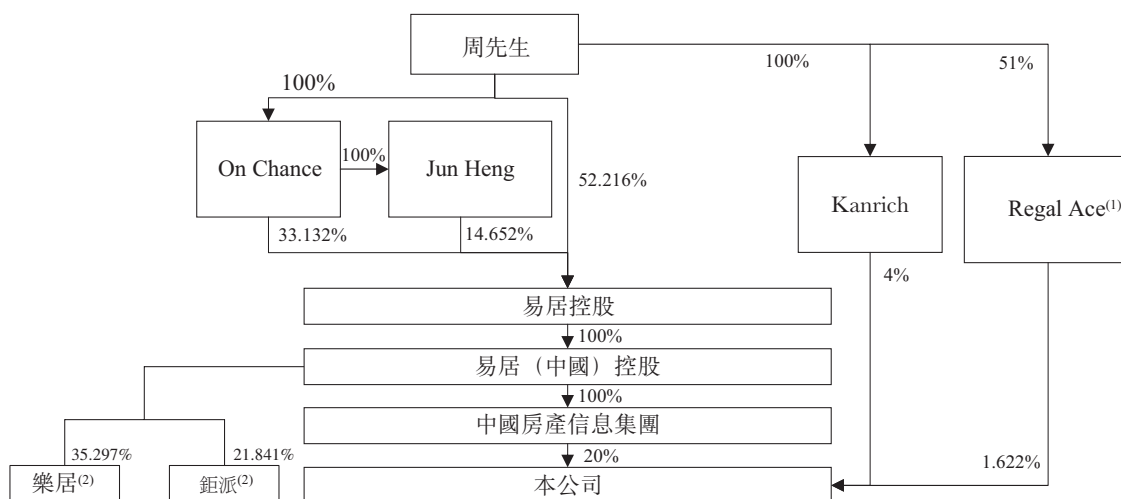 周先生
100%
100%
51%
On Chance
100%
Jun Heng
52.216%
Kanrich
Regal Ace(1)
33.132%
14.652%
4%
易居控股
100%
易居（中國）控股
100%
中國房產信息集團
35.297%
21.841%
20%
1.622%
樂居(2)
鉅派(2)
本公司